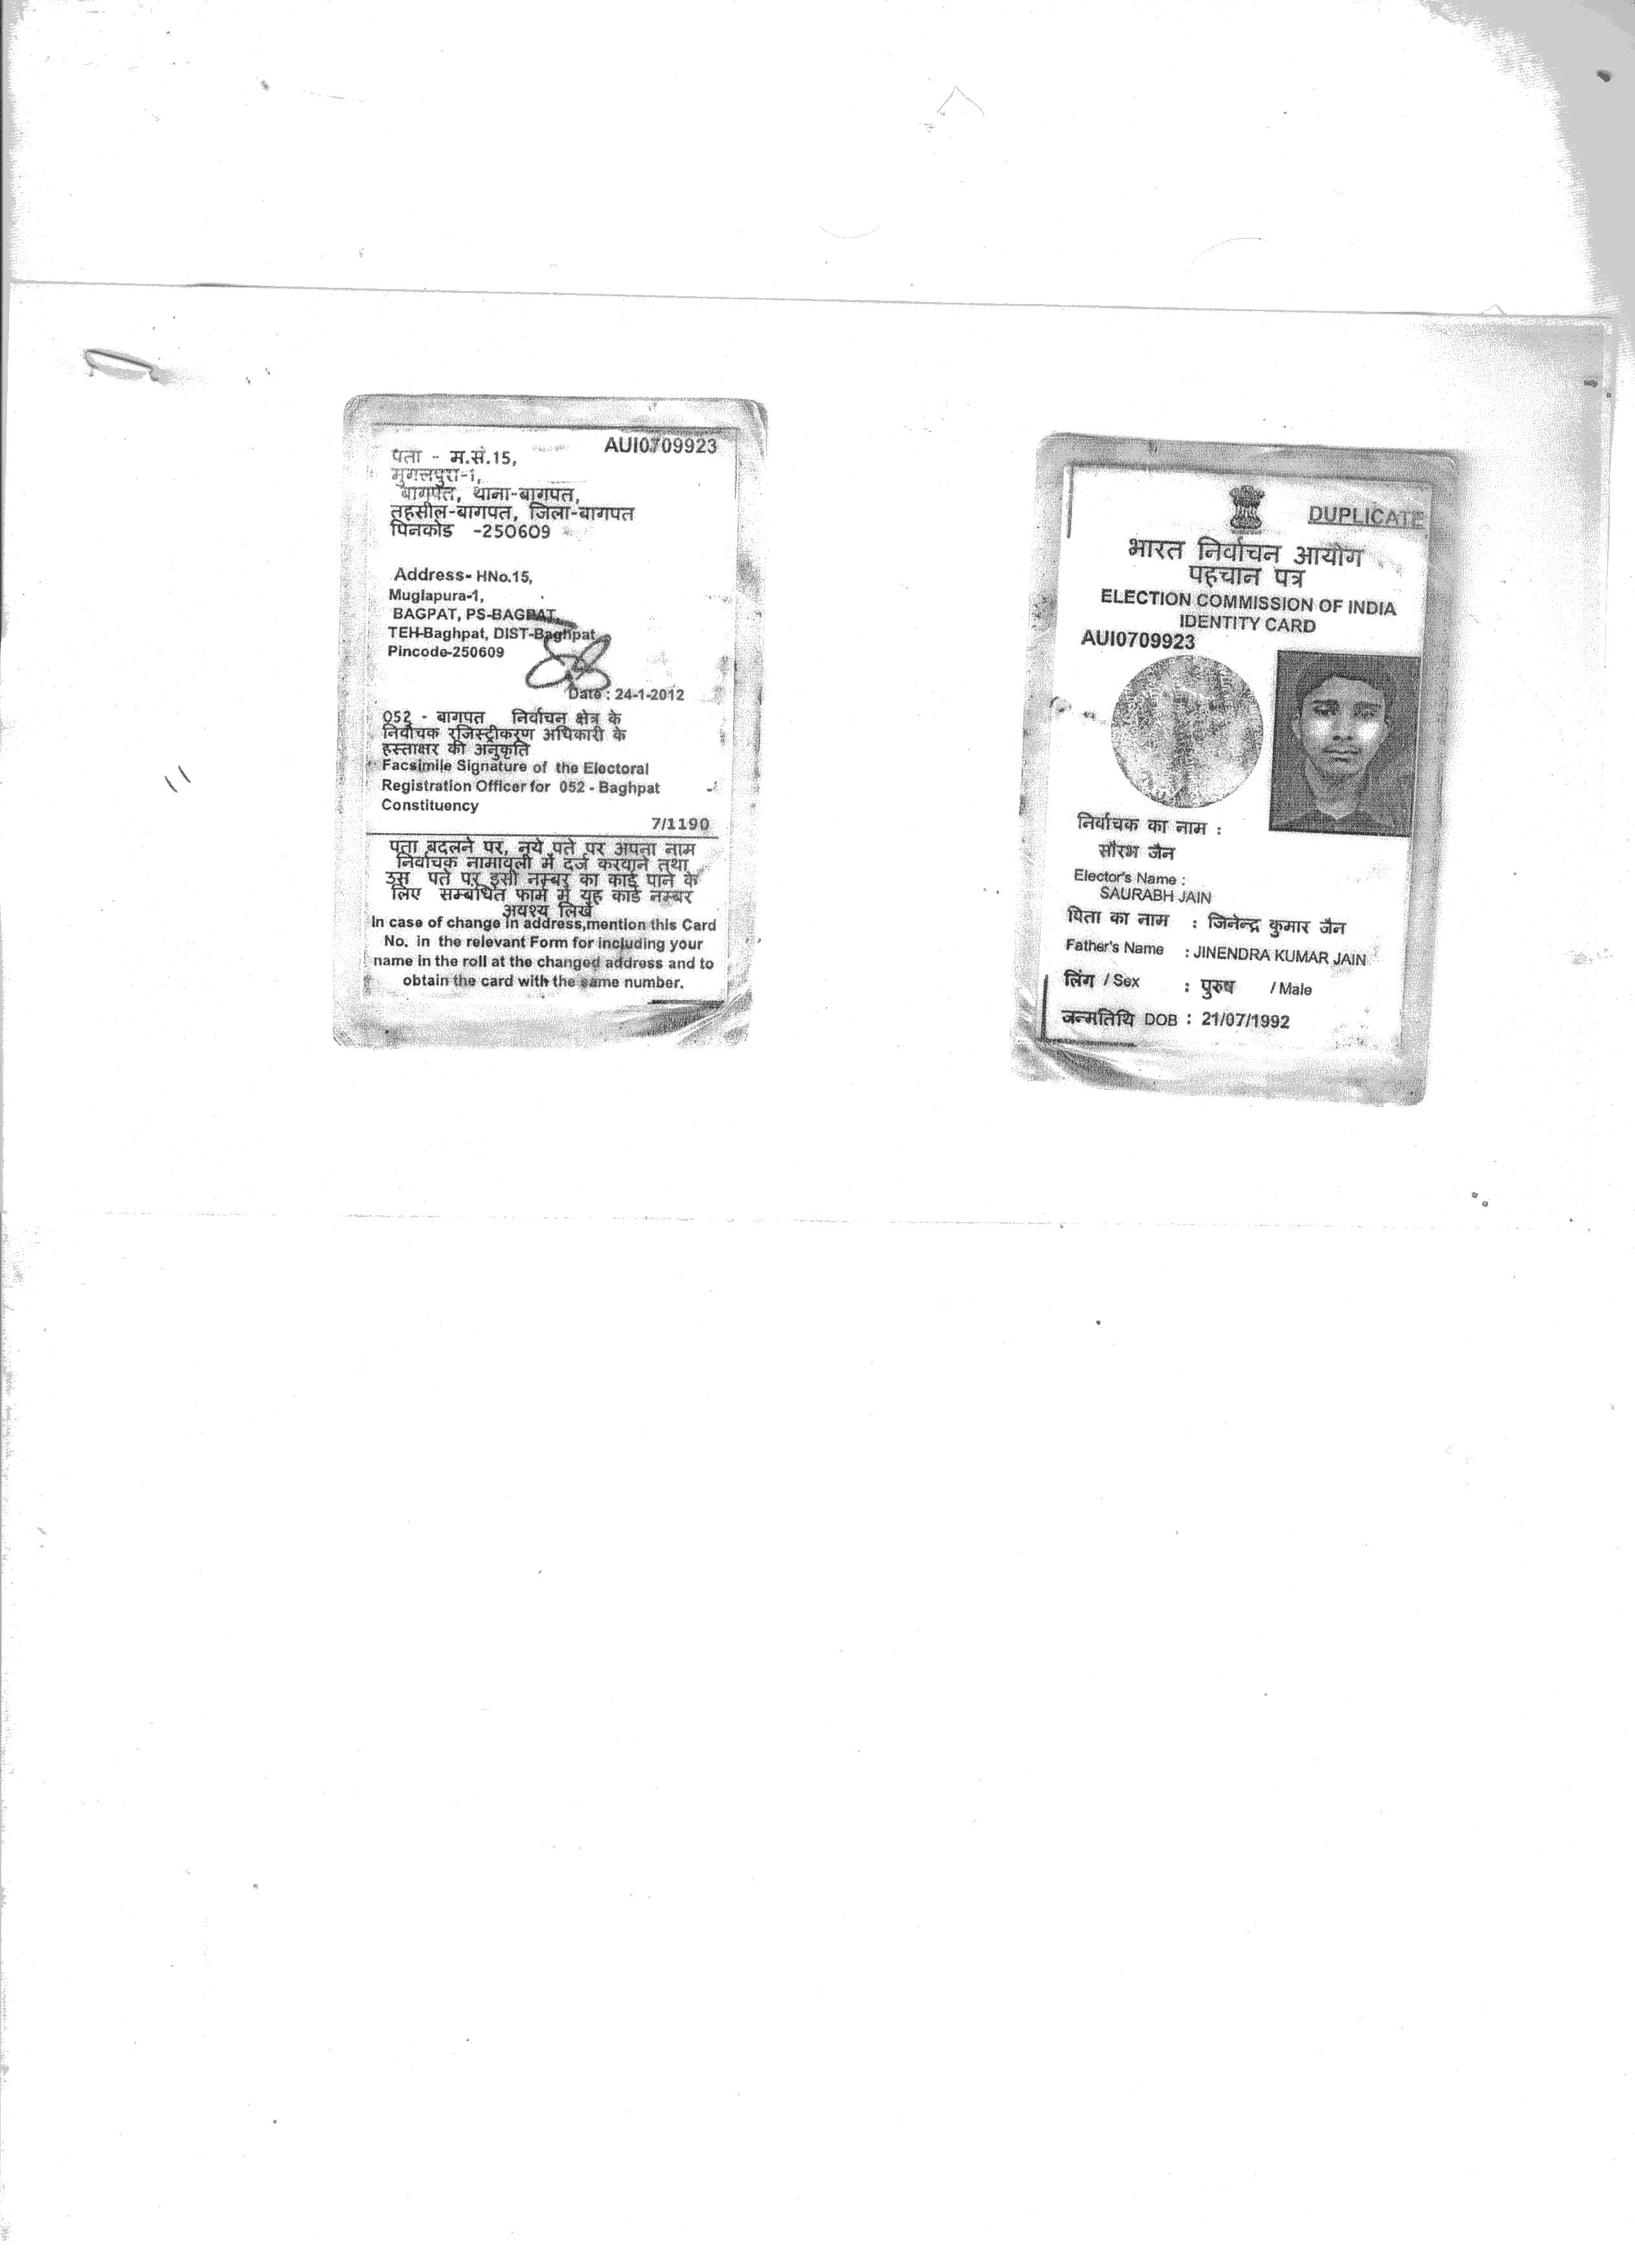 AUI0709923
पता - म.सं.15,
मुगलपुरा-1,
बागपत, थाना-बागपत,
तहसील-बागपत, जिला-बागपत
पिनकोड -250609
Address- HNo.15,
Muglapura-1,
BAGPAT, PS-BAGPAT,
TEH-Baghpat, DIST-Baghpat
Pincode-250609
Date : 24-1-2012
052 - बागपत निर्वाचन क्षेत्र के
निर्वाचक रजिस्ट्रीकरण अधिकारी के
हस्ताक्षर की अनुकृति
Facsimile Signature of the Electoral
Registration Officer for 052 - Baghpat
Constituency
7/1190
पता बदलने पर, नये पते पर अपना नाम
निर्वाचक नामावली में दर्ज करवाने तथा
उस पते पर इसी नम्बर का कार्ड पाने के
लिए सम्बंधित फार्म में यह कार्ड नम्बर
अवश्य लिखें
In case of change in address,mention this Card
No. in the relevant Form for including your
name in the roll at the changed address and to
obtain the card with the same number.
DUPLICATE
भारत निर्वाचन आयोग
पहचान पत्र
ELECTION COMMISSION OF INDIA
IDENTITY CARD
AUI0709923
निर्वाचक का नाम :
सौरभ जैन
Elector's Name :
SAURABH JAIN
पिता का नाम : जिनेन्द्र कुमार जैन
Father's Name : JINENDRA KUMAR JAIN
लिंग / Sex : पुरुष / Male
जन्मतिथि DOB : 21/07/1992